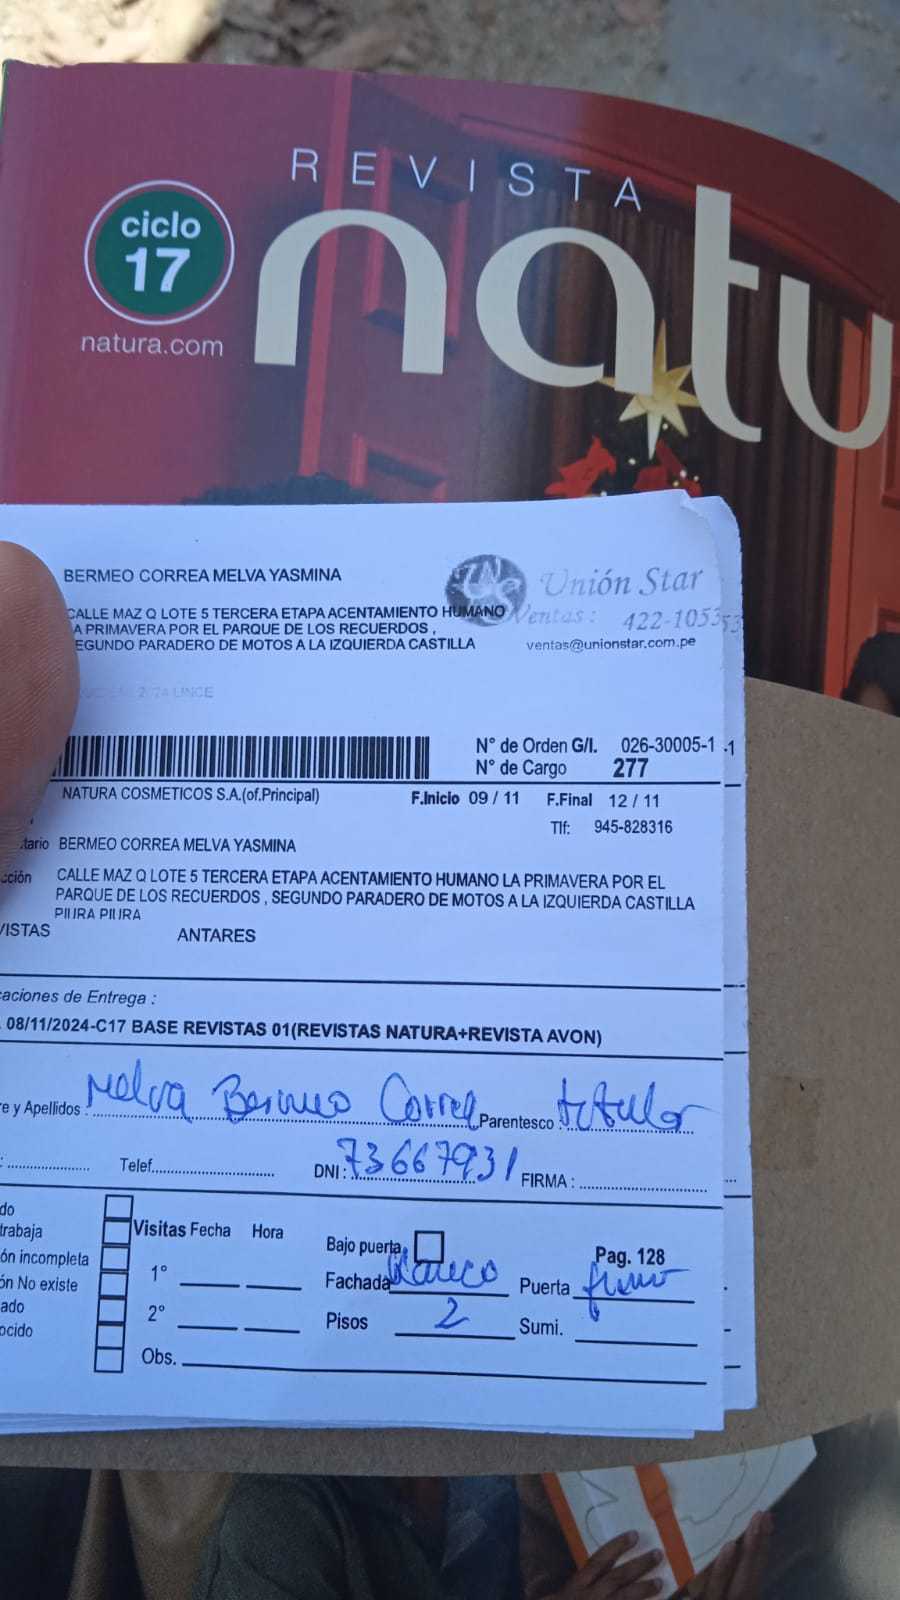 REVISTA
natu
ciclo
17
natura.com
BERMEO CORREA MELVA YASMINA
Unión Star
CALLE MAZ Q LOTE 5 TERCERA ETAPA ACENTAMIENTO HUMANO
A PRIMAVERA POR EL PARQUE DE LOS RECUERDOS ,
SEGUNDO PARADERO DE MOTOS A LA IZQUIERDA CASTILLA
Ventas : 422-1053
ventas@unionstar.com.pe
LINCE
N° de Orden G/I. 026-30005-1 -1
N° de Cargo 277
NATURA COSMETICOS S.A.(of.Principal) F.Inicio 09 / 11 F.Final 12 / 11
Tlf: 945-828316
tario BERMEO CORREA MELVA YASMINA
cción CALLE MAZ Q LOTE 5 TERCERA ETAPA ACENTAMIENTO HUMANO LA PRIMAVERA POR EL
PARQUE DE LOS RECUERDOS , SEGUNDO PARADERO DE MOTOS A LA IZQUIERDA CASTILLA
PIURA PIURA
VISTAS ANTARES
caciones de Entrega :
. 08/11/2024-C17 BASE REVISTAS 01(REVISTAS NATURA+REVISTA AVON)
re y Apellidos : Melva Bermeo Correa Parentesco : titular
: Telef. DNI : 73667931 FIRMA :
do
trabaja Visitas Fecha Hora Bajo puerta Pag. 128
ón incompleta
ón No existe 1° Fachada blanco Puerta fierro
ado 2° Pisos 2 Sumi.
ocido
Obs.